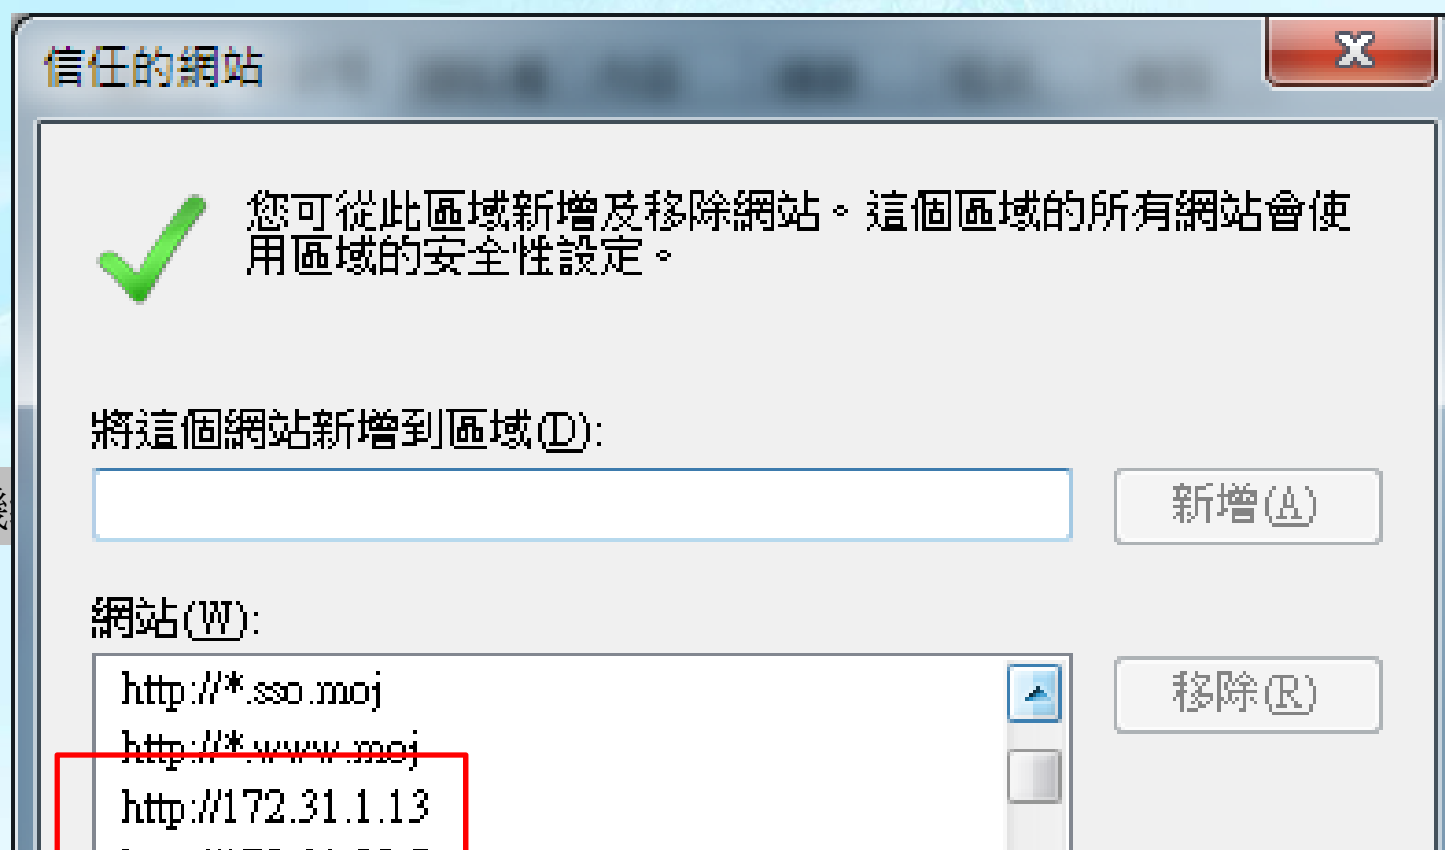 信任的網站
您可從此區域新增及移除網站。這個區域的所有網站會使
用區域的安全性設定。
將這個網站新增到區域(D):
新增(A)
網站(W):
http://*.sso.moj
移除(R)
http://*.www.moj
http://172.31.1.13